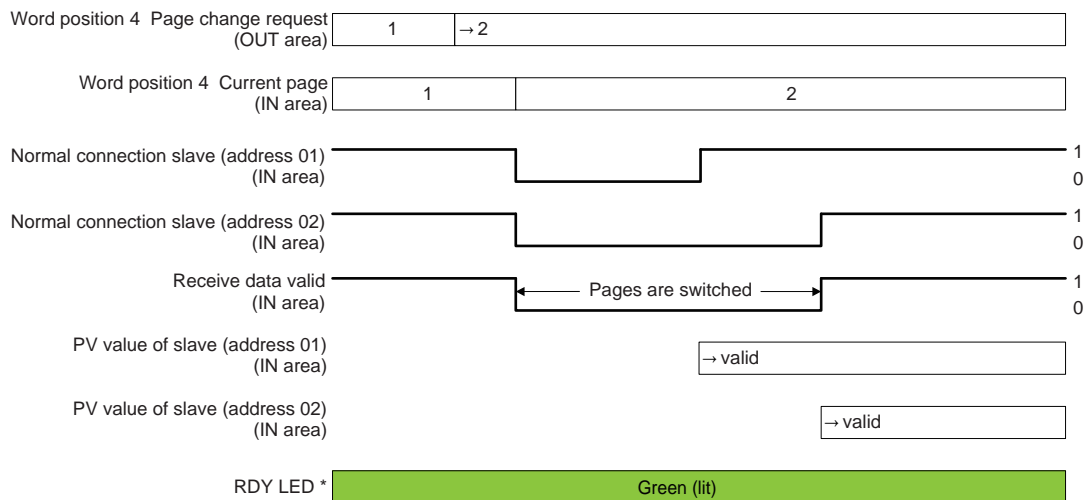 Word position 4  Page change request
(OUT area)
1
→2
Word position 4  Current page
(IN area)
1
2
Normal connection slave (address 01)
(IN area)
1
0
Normal connection slave (address 02)
(IN area)
1
0
Receive data valid
(IN area)
Pages are switched
1
0
PV value of slave (address 01)
(IN area)
→valid
PV value of slave (address 02)
(IN area)
→valid
RDY LED *
Green (lit)